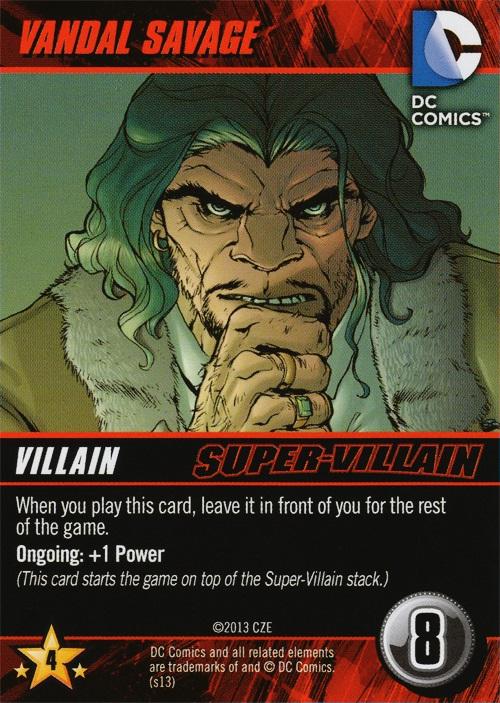 VANDAL SAVAGE
DC
COMICS™
VILLAIN
SUPER-VILLAIN
When you play this card, leave it in front of you for the rest
of the game.
Ongoing: +1 Power
(This card starts the game on top of the Super-Villain stack.)
©2013 CZE
4
DC Comics and all related elements
are trademarks of and © DC Comics.
(s13)
8